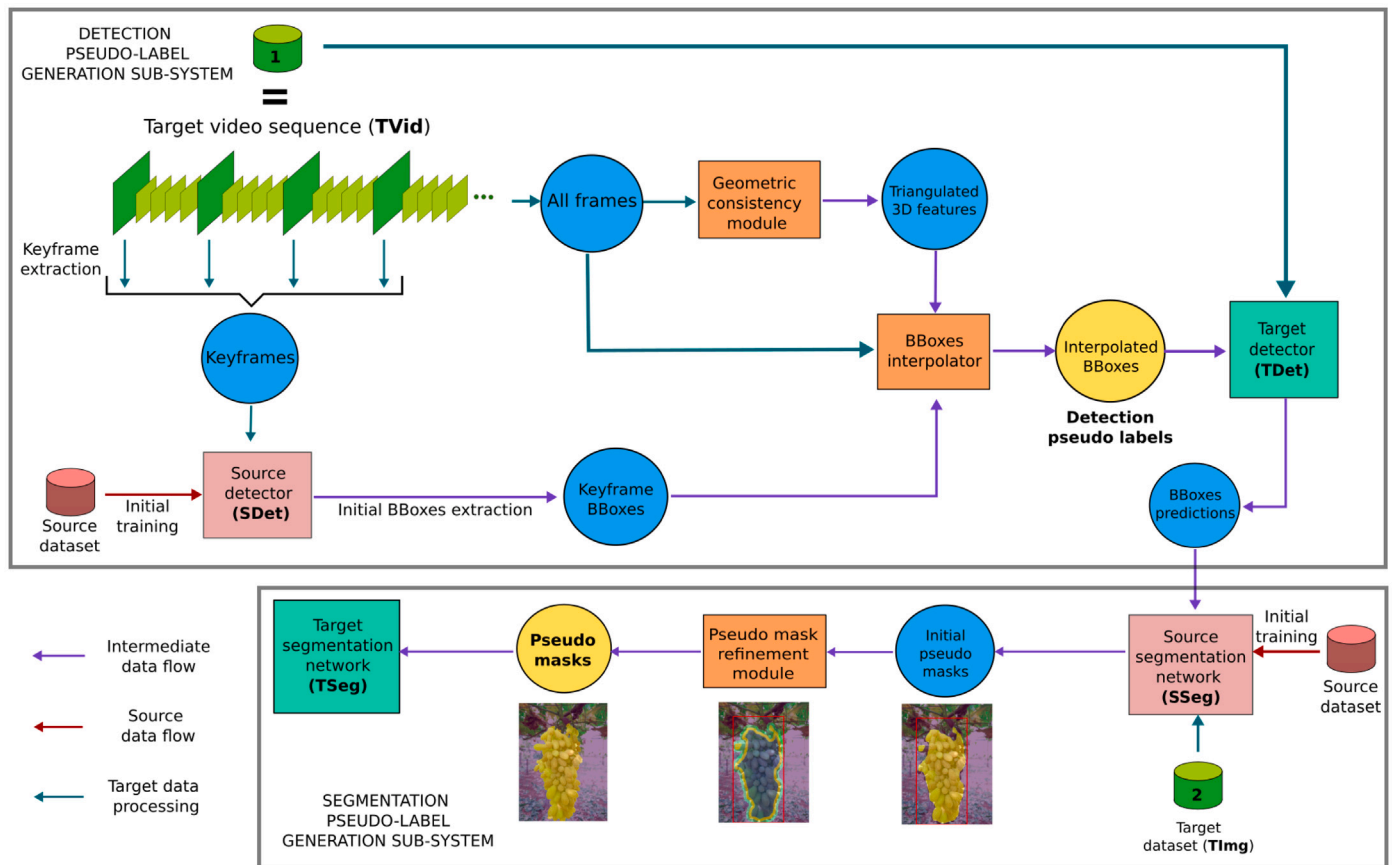 DETECTION
PSEUDO-LABEL
GENERATION SUB-SYSTEM
1
=
Target video sequence (TVid)
...
Keyframe
extraction
All frames
Geometric
consistency
module
Triangulated
3D features
Keyframes
BBoxes
interpolator
Interpolated
BBoxes
Detection
pseudo labels
Target
detector
(TDet)
Source
dataset
Initial
training
Source
detector
(SDet)
Initial BBoxes extraction
Keyframe
BBoxes
BBoxes
predictions
Intermediate
data flow
Source
data flow
Target data
processing
Target
segmentation
network
(TSeg)
Pseudo
masks
Pseudo mask
refinement
module
Initial
pseudo
masks
Source
segmentation
network
(SSeg)
Initial
training
Source
dataset
2
Target
dataset (TImg)
SEGMENTATION
PSEUDO-LABEL
GENERATION SUB-SYSTEM